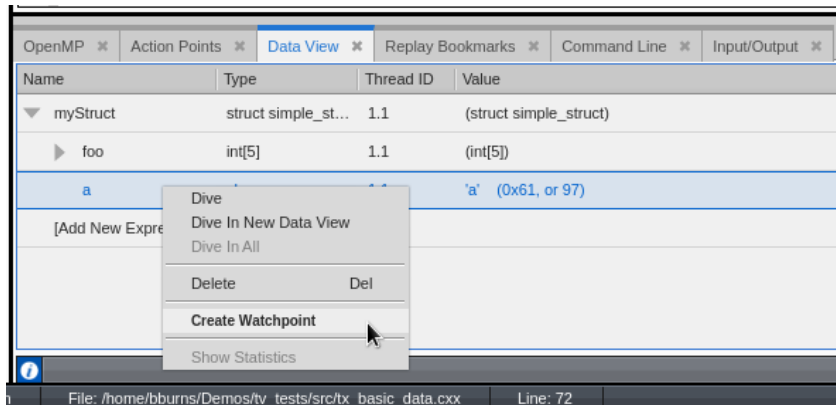 OpenMP Action Points Data View Replay Bookmarks Command Line Input/Output
Name Type Thread ID Value
myStruct struct simple_st... 1.1 (struct simple_struct)
foo int[5] 1.1 (int[5])
a 'a' (0x61, or 97)
[Add New Expre
Dive
Dive In New Data View
Dive In All
Delete Del
Create Watchpoint
Show Statistics
File: /home/bburns/Demos/tv_tests/src/tx_basic_data.cxx Line: 72